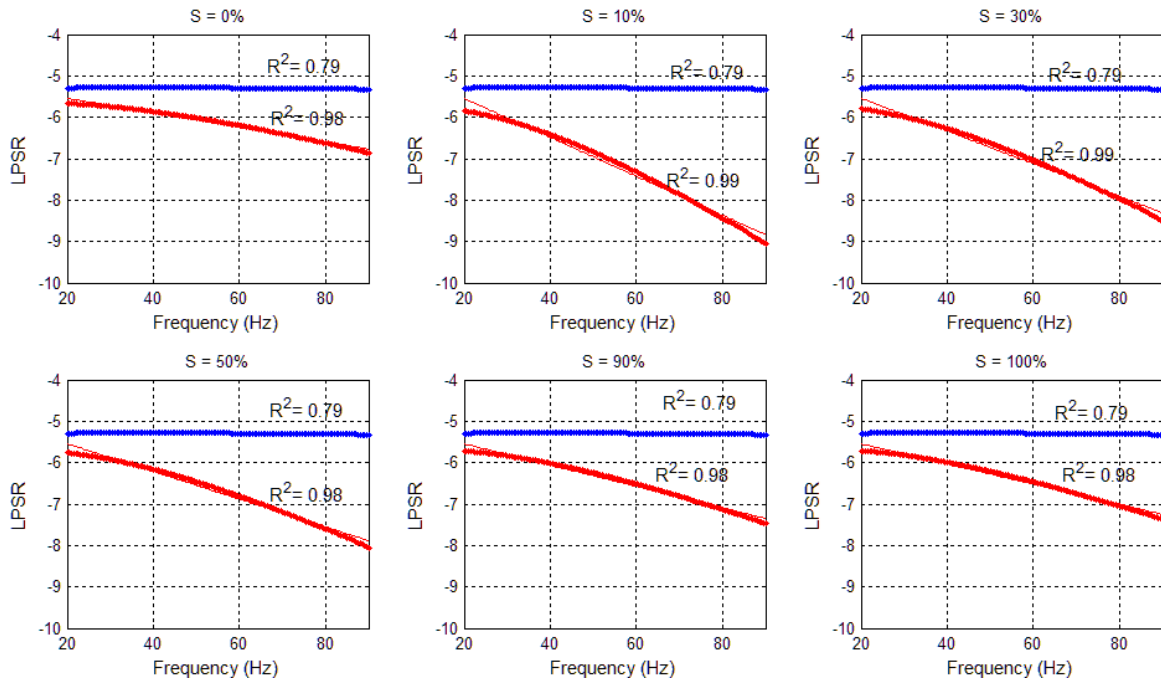 S = 0%
-4
-5
-6
-7
-8
-9
-10
LPSR
R²= 0.79
R²= 0.98
20 40 60 80
Frequency (Hz)
S = 10%
-4
-5
-6
-7
-8
-9
-10
LPSR
R²= 0.79
R²= 0.99
20 40 60 80
Frequency (Hz)
S = 30%
-4
-5
-6
-7
-8
-9
-10
LPSR
R²= 0.79
R²= 0.99
20 40 60 80
Frequency (Hz)
S = 50%
-4
-5
-6
-7
-8
-9
-10
LPSR
R²= 0.79
R²= 0.98
20 40 60 80
Frequency (Hz)
S = 90%
-4
-5
-6
-7
-8
-9
-10
LPSR
R²= 0.79
R²= 0.98
20 40 60 80
Frequency (Hz)
S = 100%
-4
-5
-6
-7
-8
-9
-10
LPSR
R²= 0.79
R²= 0.98
20 40 60 80
Frequency (Hz)